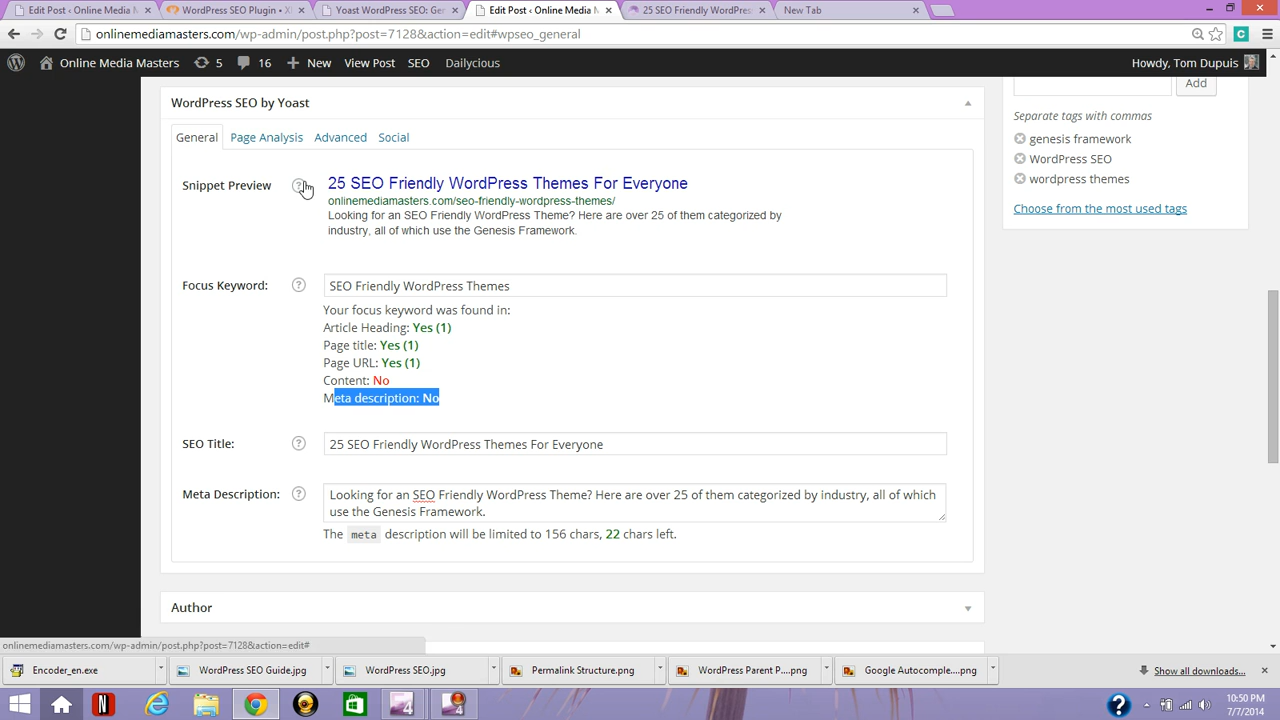 Edit Post ‹ Online Media M
WordPress SEO Plugin • X
Yoast WordPress SEO: Gen
Edit Post ‹ Online Media M
25 SEO Friendly WordPres
New Tab
onlinemediamasters.com/wp-admin/post.php?post=7128&action=edit#wpseo_general
Online Media Masters 5 16 New View Post SEO Dailycious Howdy, Tom Dupuis
WordPress SEO by Yoast
General Page Analysis Advanced Social
Snippet Preview ? 25 SEO Friendly WordPress Themes For Everyone
onlinemediamasters.com/seo-friendly-wordpress-themes/
Looking for an SEO Friendly WordPress Theme? Here are over 25 of them categorized by
industry, all of which use the Genesis Framework.
Focus Keyword: ? SEO Friendly WordPress Themes
Your focus keyword was found in:
Article Heading: Yes (1)
Page title: Yes (1)
Page URL: Yes (1)
Content: No
Meta description: No
SEO Title: ? 25 SEO Friendly WordPress Themes For Everyone
Meta Description: ? Looking for an SEO Friendly WordPress Theme? Here are over 25 of them categorized by industry, all of which
use the Genesis Framework.
The meta description will be limited to 156 chars, 22 chars left.
Author
Add
Separate tags with commas
genesis framework
WordPress SEO
wordpress themes
Choose from the most used tags
onlinemediamasters.com/wp-admin/post.php?post=7128&action=edit#
Encoder_en.exe
WordPress SEO Guide.jpg
WordPress SEO.jpg
Permalink Structure.png
WordPress Parent P....png
Google Autocomple....png
Show all downloads...
10:50 PM
7/7/2014